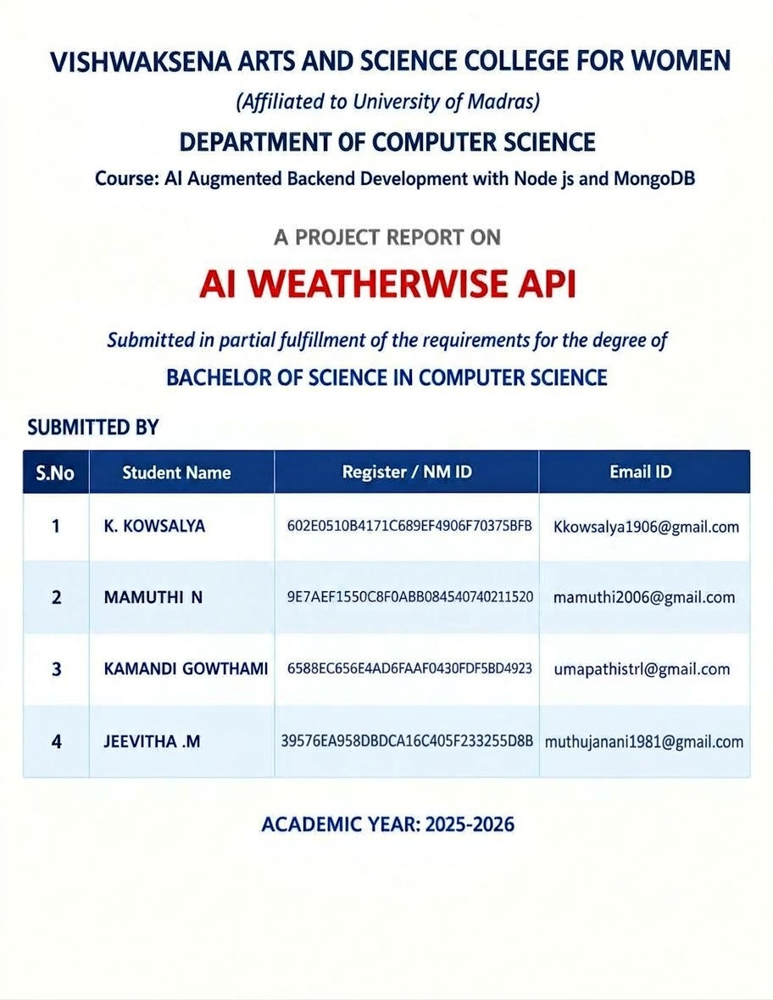 VISHWAKSENA ARTS AND SCIENCE COLLEGE FOR WOMEN
(Affiliated to University of Madras)
DEPARTMENT OF COMPUTER SCIENCE
Course: AI Augmented Backend Development with Node js and MongoDB
A PROJECT REPORT ON
AI WEATHERWISE API
Submitted in partial fulfillment of the requirements for the degree of
BACHELOR OF SCIENCE IN COMPUTER SCIENCE
SUBMITTED BY
S.No Student Name Register / NM ID Email ID
1 K. KOWSALYA 602E0510B4171C689EF4906F70375BFB Kkowsalya1906@gmail.com
2 MAMUTHI N 9E7AEF1550C8F0ABB084540740211520 mamuthi2006@gmail.com
3 KAMANDI GOWTHAMI 6588EC656E4AD6FAAF0430FDF5BD4923 umapathistrl@gmail.com
4 JEEVITHA .M 39576EA958DBDCA16C405F233255D8B muthujanani1981@gmail.com
ACADEMIC YEAR: 2025-2026